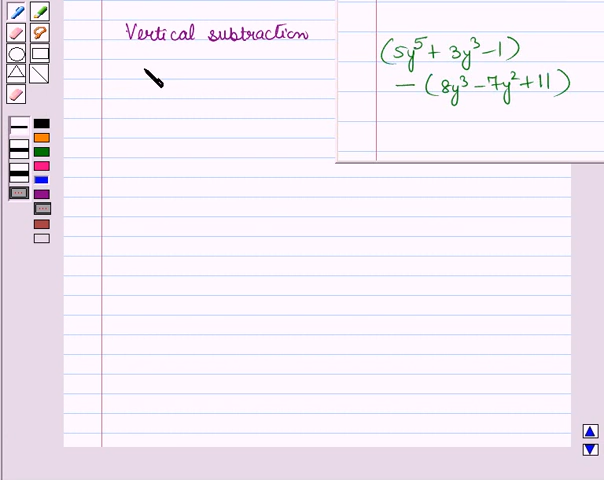 Vertical subtraction
(5y⁵ + 3y³ - 1)
- (8y³ - 7y² + 11)